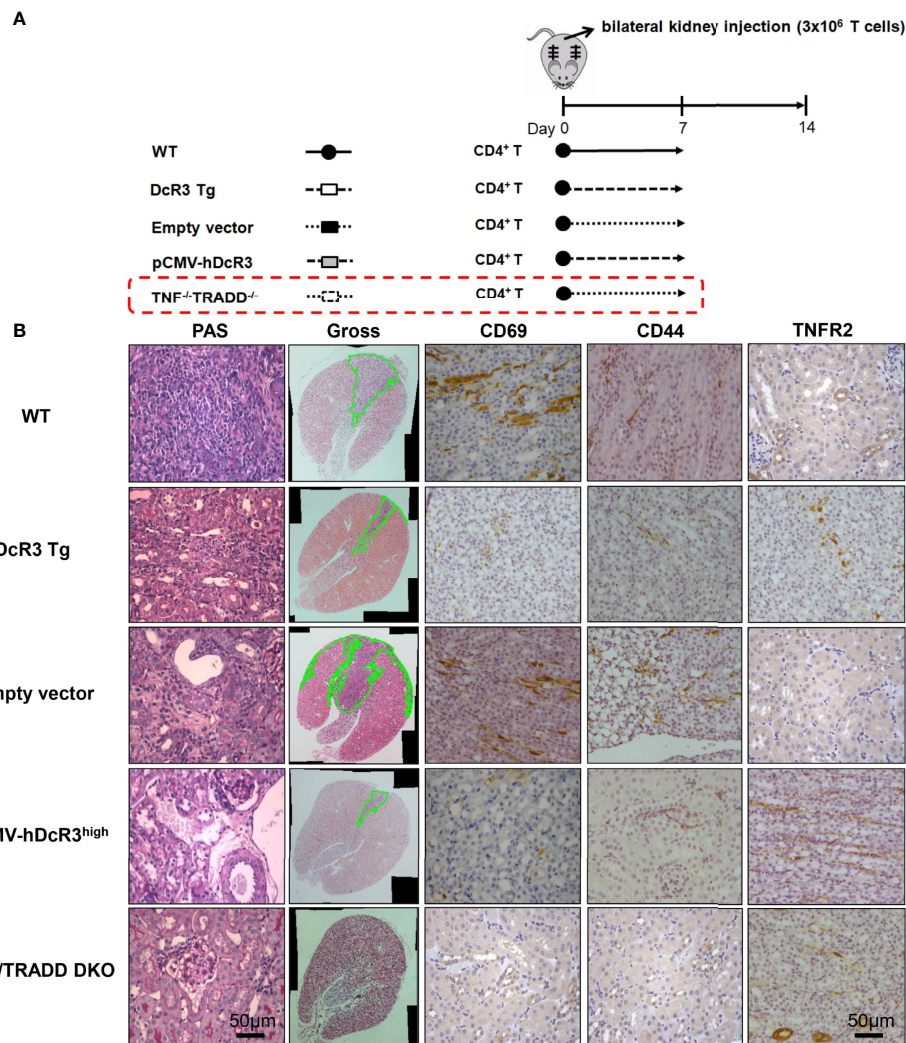 A
bilateral kidney injection (3x10⁶ T cells)
Day 0 7 14
WT CD4⁺ T
DcR3 Tg CD4⁺ T
Empty vector CD4⁺ T
pCMV-hDcR3 CD4⁺ T
TNF⁻/⁻TRADD⁻/⁻ CD4⁺ T
B PAS Gross CD69 CD44 TNFR2
WT
DcR3 Tg
mpty vector
MV-hDcR3ʰⁱᵍʰ
/TRADD DKO
50μm 50μm